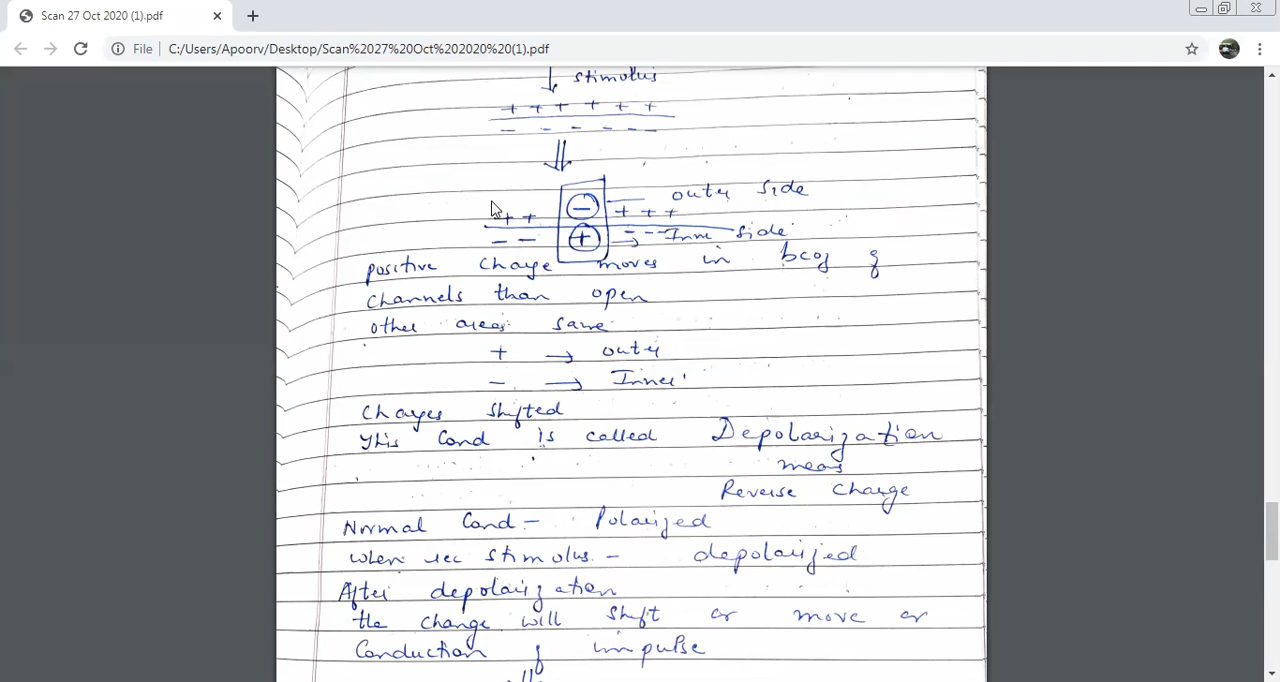 Scan 27 Oct 2020 (1).pdf
File | C:/Users/Apoorv/Desktop/Scan%2027%20Oct%202020%20(1).pdf
↓ stimulus
+ + + + + +
- - - - - -
⇓
+ + ⊖ + + + outer side
- - ⊕ - - - → Inner side
positive charge moves in bcoz of
channels than open
other areas same
+ → outer
- → Inner
Charges shifted
This Cond is called Depolarization
means
Reverse Charge
Normal Cond - Polarized
when rec stimulus - depolarized
After depolarization
the change will shift or move or
Conduction of impulse